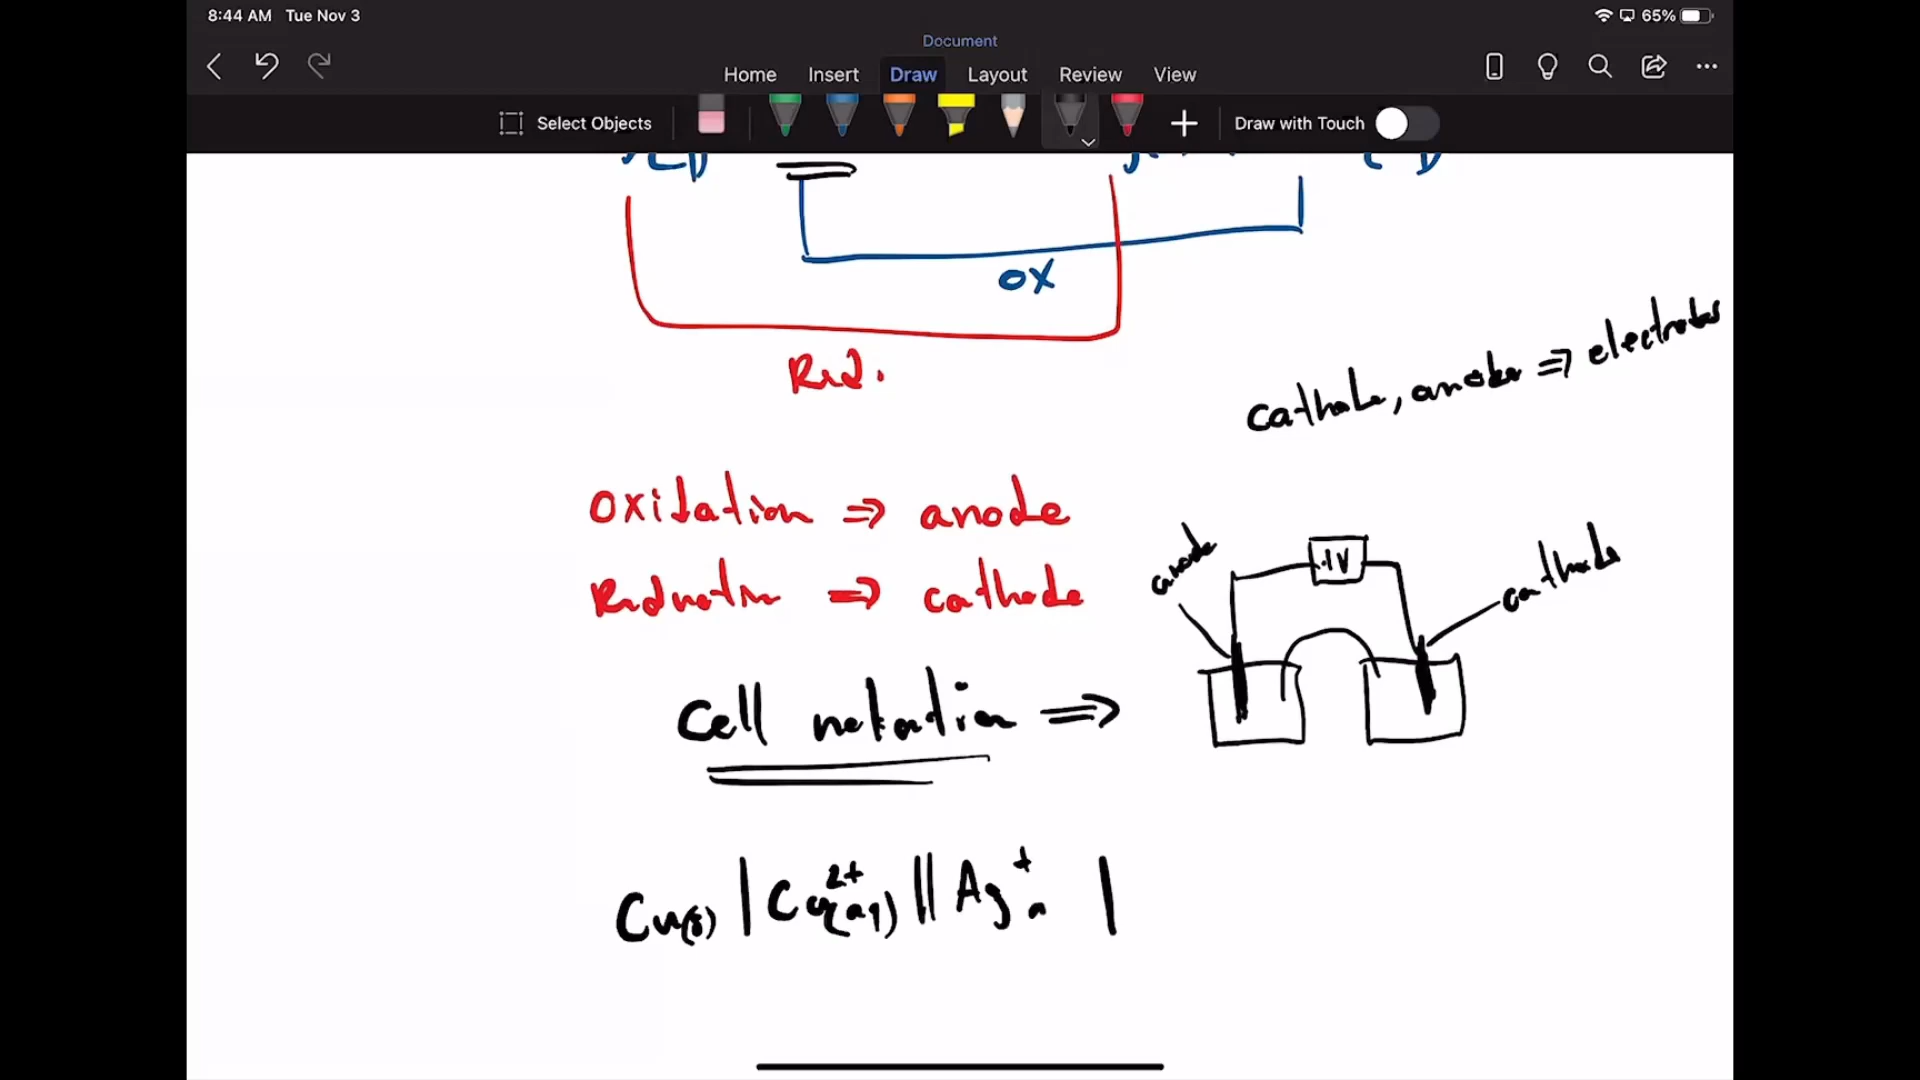 8:44 AM Tue Nov 3
65%
Document
Home Insert Draw Layout Review View
Select Objects
Draw with Touch
OX
Red.
cathode, anode ⇒ electrodes
Oxidation ⇒ anode
Reduction ⇒ cathode
anode
.1V
cathode
Cell notation ⇒
Cu(s) | Cu²⁺(aq) || Ag⁺ |